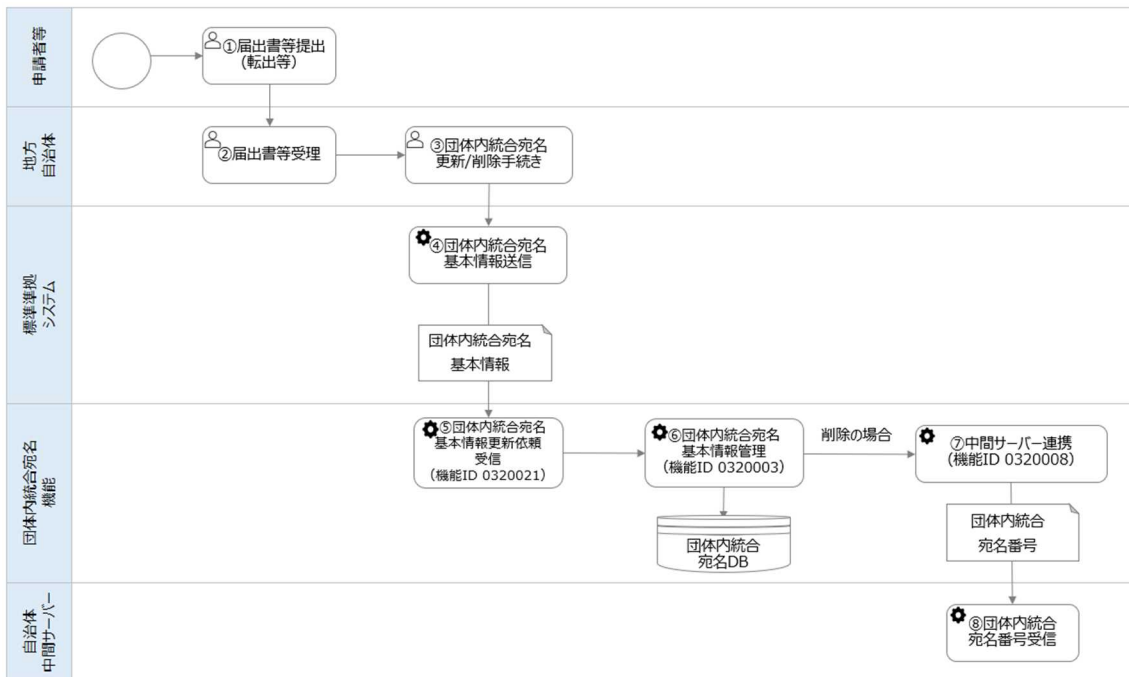 申請者等
①届出書等提出
(転出等)
地方
自治体
②届出書等受理
③団体内統合宛名
更新/削除手続き
標準準拠
システム
④団体内統合宛名
基本情報送信
団体内統合宛名
基本情報
団体内統合宛名
機能
⑤団体内統合宛名
基本情報更新依頼
受信
(機能ID 0320021)
⑥団体内統合宛名
基本情報管理
(機能ID 0320003)
削除の場合
⑦中間サーバー連携
(機能ID 0320008)
団体内統合
宛名DB
団体内統合
宛名番号
自治体
中間サーバー
⑧団体内統合
宛名番号受信